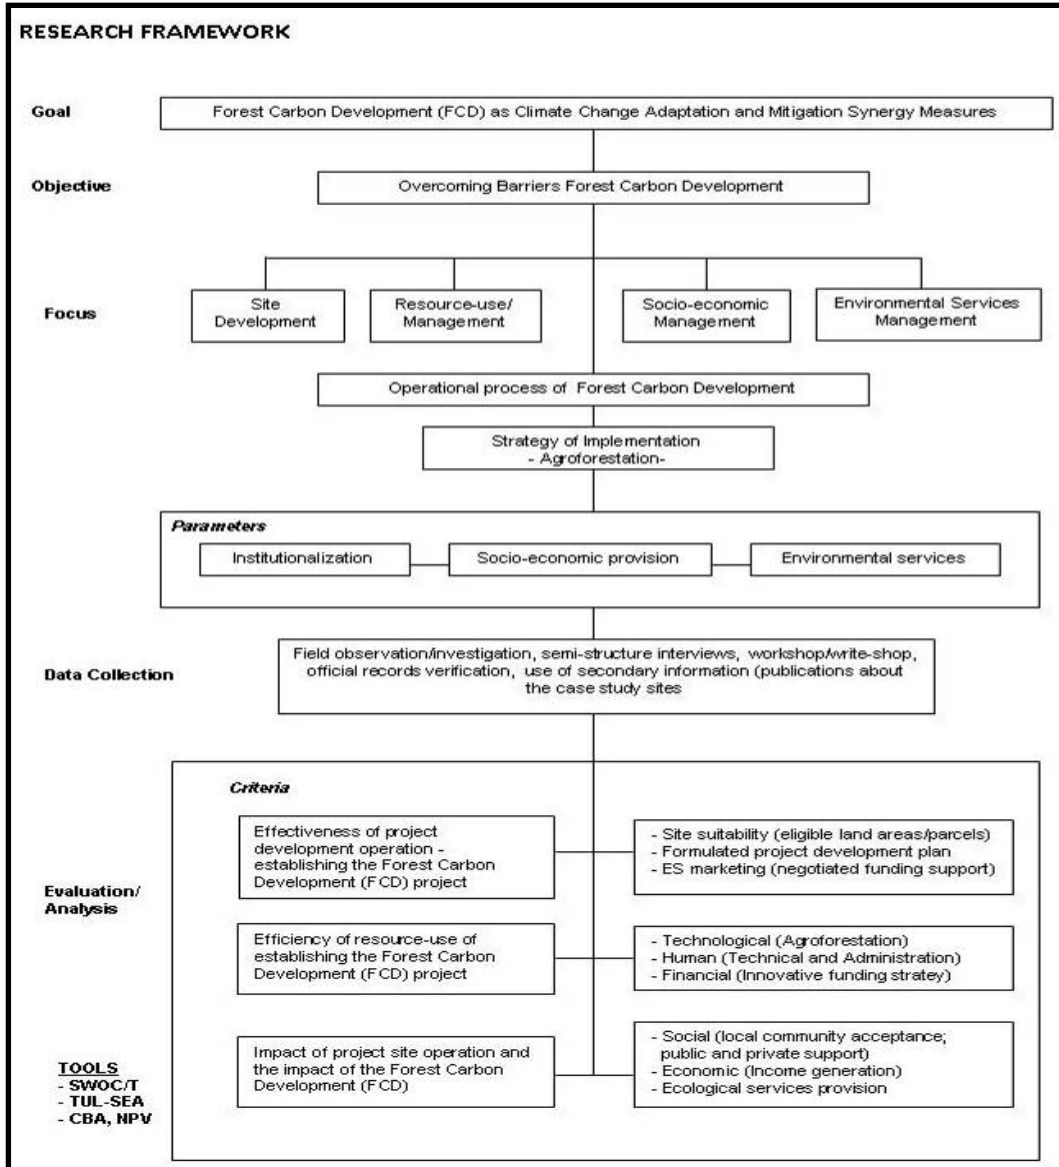 RESEARCH FRAMEWORK
Goal
Forest Carbon Development (FCD) as Climate Change Adaptation and Mitigation Synergy Measures
Objective
Overcoming Barriers Forest Carbon Development
Focus
Site
Development
Resource-use/
Management
Socio-economic
Management
Environmental Services
Management
Operational process of Forest Carbon Development
Strategy of Implementation
- Agroforestation-
Parameters
Institutionalization
Socio-economic provision
Environmental services
Data Collection
Field observation/investigation, semi-structure interviews, workshop/write-shop,
official records verification, use of secondary information (publications about
the case study sites
Evaluation/
Analysis
Criteria
Effectiveness of project
development operation -
establishing the Forest Carbon
Development (FCD) project
- Site suitability (eligible land areas/parcels)
- Formulated project development plan
- ES marketing (negotiated funding support)
Efficiency of resource-use of
establishing the Forest Carbon
Development (FCD) project
- Technological (Agroforestation)
- Human (Technical and Administration)
- Financial (Innovative funding stratey)
Impact of project site operation and
the impact of the Forest Carbon
Development (FCD)
- Social (local community acceptance;
public and private support)
- Economic (Income generation)
- Ecological services provision
TOOLS
- SWOC/T
- TUL-SEA
- CBA, NPV